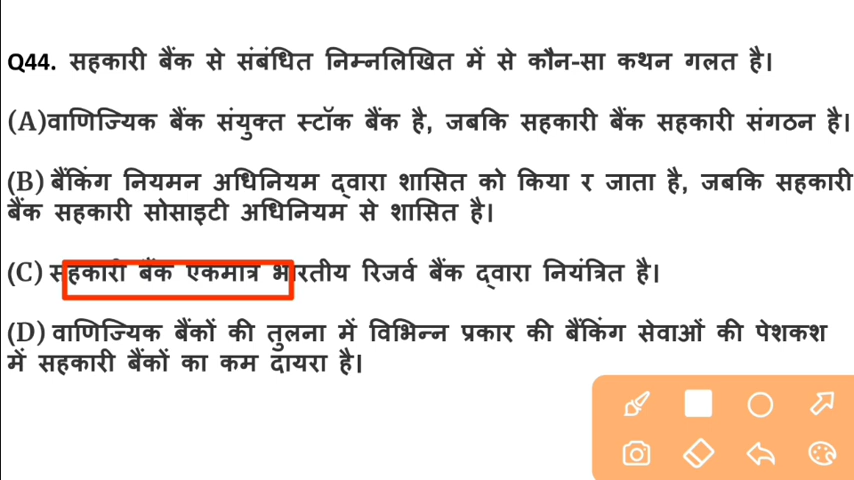 Q44. सहकारी बैंक से संबंधित निम्नलिखित में से कौन-सा कथन गलत है।
(A)वाणिज्यिक बैंक संयुक्त स्टॉक बैंक है, जबकि सहकारी बैंक सहकारी संगठन है।
(B) बैंकिंग नियमन अधिनियम द्वारा शासित को किया र जाता है, जबकि सहकारी
बैंक सहकारी सोसाइटी अधिनियम से शासित है।
(C) सहकारी बैंक एकमात्र भारतीय रिजर्व बैंक द्वारा नियंत्रित है।
(D) वाणिज्यिक बैंकों की तुलना में विभिन्न प्रकार की बैंकिंग सेवाओं की पेशकश
में सहकारी बैंकों का कम दायरा है।